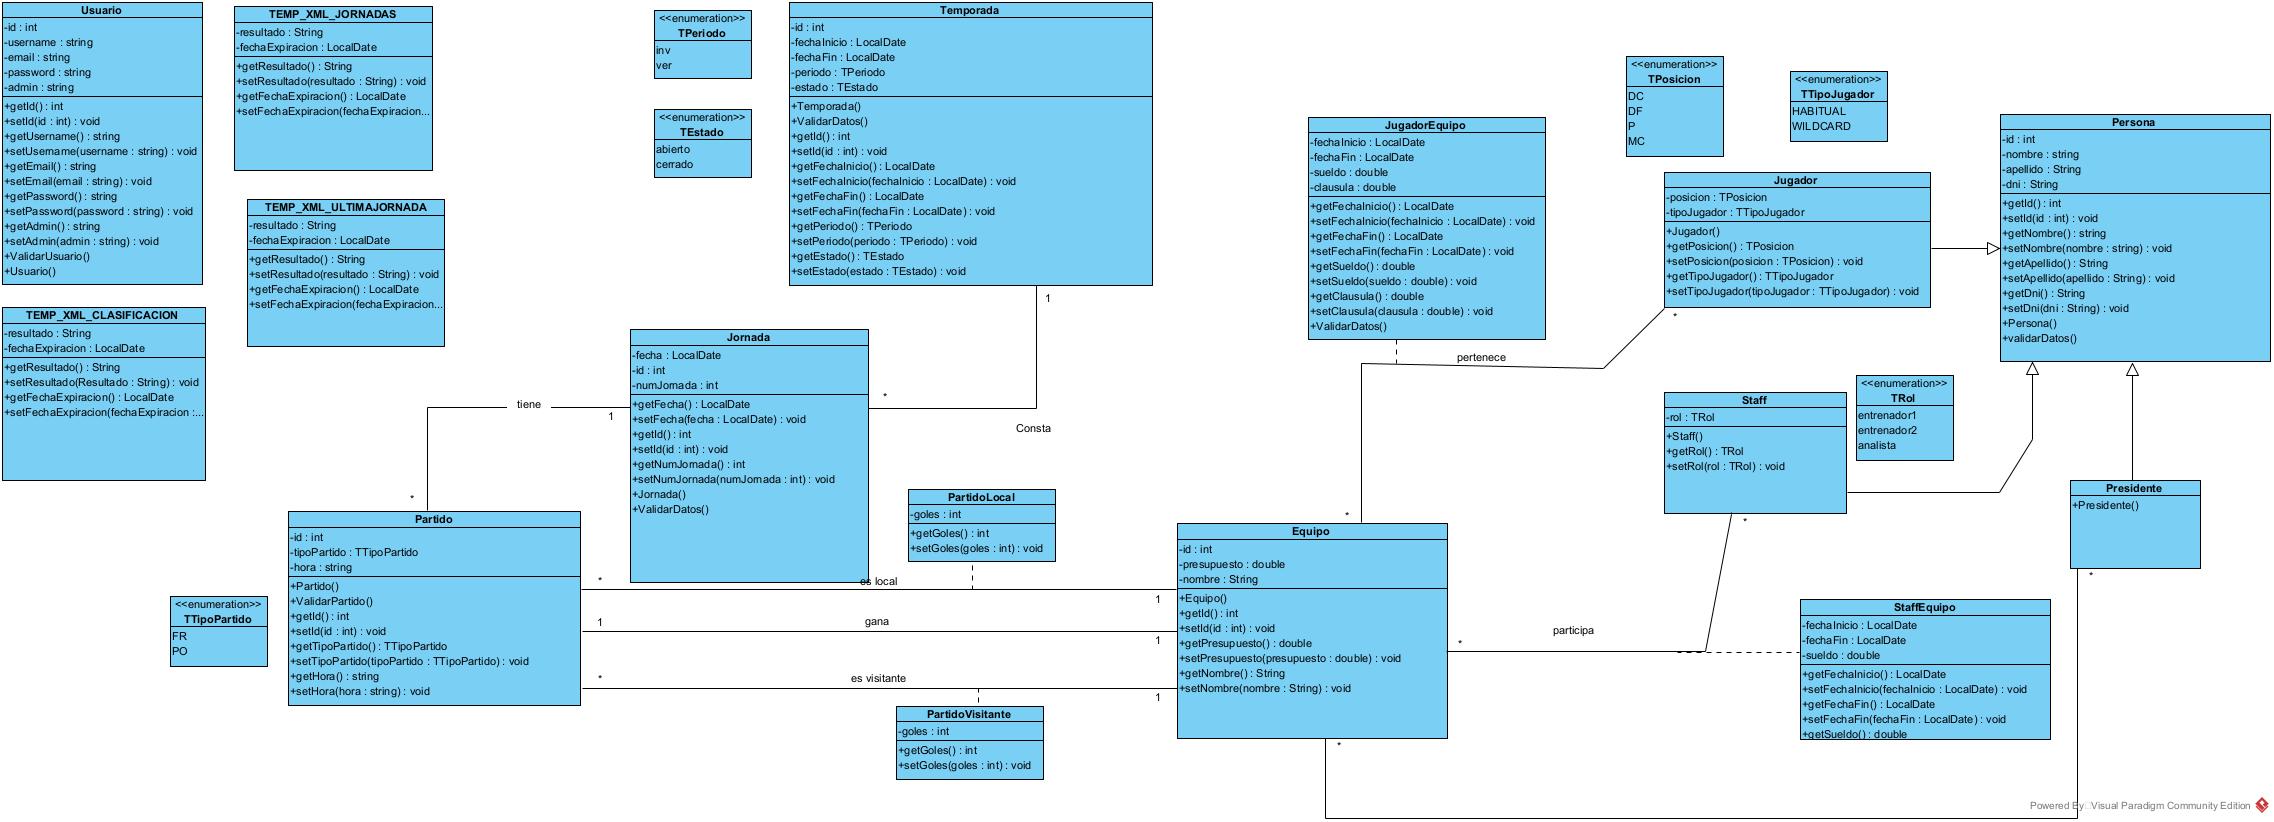 Usuario
-id : int
-username : string
-email : string
-password : string
-admin : string
+getId() : int
+setId(id : int) : void
+getUsername() : string
+setUsername(username : string) : void
+getEmail() : string
+setEmail(email : string) : void
+getPassword() : string
+setPassword(password : string) : void
+getAdmin() : string
+setAdmin(admin : string) : void
+ValidarUsuario()
+Usuario()
TEMP_XML_JORNADAS
-resultado : String
-fechaExpiracion : LocalDate
+getResultado() : String
+setResultado(resultado : String) : void
+getFechaExpiracion() : LocalDate
+setFechaExpiracion(fechaExpiracion...
TEMP_XML_ULTIMAJORNADA
-resultado : String
-fechaExpiracion : LocalDate
+getResultado() : String
+setResultado(resultado : String) : void
+getFechaExpiracion() : LocalDate
+setFechaExpiracion(fechaExpiracion...
TEMP_XML_CLASIFICACION
-resultado : String
-fechaExpiracion : LocalDate
+getResultado() : String
+setResultado(Resultado : String) : void
+getFechaExpiracion() : LocalDate
+setFechaExpiracion(fechaExpiracion :...
<<enumeration>>
TPeriodo
inv
ver
<<enumeration>>
TEstado
abierto
cerrado
Temporada
-id : int
-fechaInicio : LocalDate
-fechaFin : LocalDate
-periodo : TPeriodo
-estado : TEstado
+Temporada()
+ValidarDatos()
+getId() : int
+setId(id : int) : void
+getFechaInicio() : LocalDate
+setFechaInicio(fechaInicio : LocalDate) : void
+getFechaFin() : LocalDate
+setFechaFin(fechaFin : LocalDate) : void
+getPeriodo() : TPeriodo
+setPeriodo(periodo : TPeriodo) : void
+getEstado() : TEstado
+setEstado(estado : TEstado) : void
1
*
Consta
Jornada
-fecha : LocalDate
-id : int
-numJornada : int
+getFecha() : LocalDate
+setFecha(fecha : LocalDate) : void
+getId() : int
+setId(id : int) : void
+getNumJornada() : int
+setNumJornada(numJornada : int) : void
+Jornada()
+ValidarDatos()
tiene
1
*
Partido
-id : int
-tipoPartido : TTipoPartido
-hora : string
+Partido()
+ValidarPartido()
+getId() : int
+setId(id : int) : void
+getTipoPartido() : TTipoPartido
+setTipoPartido(tipoPartido : TTipoPartido) : void
+getHora() : string
+setHora(hora : string) : void
<<enumeration>>
TTipoPartido
FR
PO
PartidoLocal
-goles : int
+getGoles() : int
+setGoles(goles : int) : void
*
es local
1
1
gana
1
*
es visitante
1
PartidoVisitante
-goles : int
+getGoles() : int
+setGoles(goles : int) : void
Equipo
-id : int
-presupuesto : double
-nombre : String
+Equipo()
+getId() : int
+setId(id : int) : void
+getPresupuesto() : double
+setPresupuesto(presupuesto : double) : void
+getNombre() : String
+setNombre(nombre : String) : void
JugadorEquipo
-fechaInicio : LocalDate
-fechaFin : LocalDate
-sueldo : double
-clausula : double
+getFechaInicio() : LocalDate
+setFechaInicio(fechaInicio : LocalDate) : void
+getFechaFin() : LocalDate
+setFechaFin(fechaFin : LocalDate) : void
+getSueldo() : double
+setSueldo(sueldo : double) : void
+getClausula() : double
+setClausula(clausula : double) : void
+ValidarDatos()
pertenece
*
*
<<enumeration>>
TPosicion
DC
DF
P
MC
<<enumeration>>
TTipoJugador
HABITUAL
WILDCARD
Jugador
-posicion : TPosicion
-tipoJugador : TTipoJugador
+Jugador()
+getPosicion() : TPosicion
+setPosicion(posicion : TPosicion) : void
+getTipoJugador() : TTipoJugador
+setTipoJugador(tipoJugador : TTipoJugador) : void
Persona
-id : int
-nombre : string
-apellido : String
-dni : String
+getId() : int
+setId(id : int) : void
+getNombre() : string
+setNombre(nombre : string) : void
+getApellido() : String
+setApellido(apellido : String) : void
+getDni() : String
+setDni(dni : String) : void
+Persona()
+validarDatos()
Staff
-rol : TRol
+Staff()
+getRol() : TRol
+setRol(rol : TRol) : void
<<enumeration>>
TRol
entrenador1
entrenador2
analista
Presidente
+Presidente()
*
participa
*
*
*
StaffEquipo
-fechaInicio : LocalDate
-fechaFin : LocalDate
-sueldo : double
+getFechaInicio() : LocalDate
+setFechaInicio(fechaInicio : LocalDate) : void
+getFechaFin() : LocalDate
+setFechaFin(fechaFin : LocalDate) : void
+getSueldo() : double
Powered By Visual Paradigm Community Edition